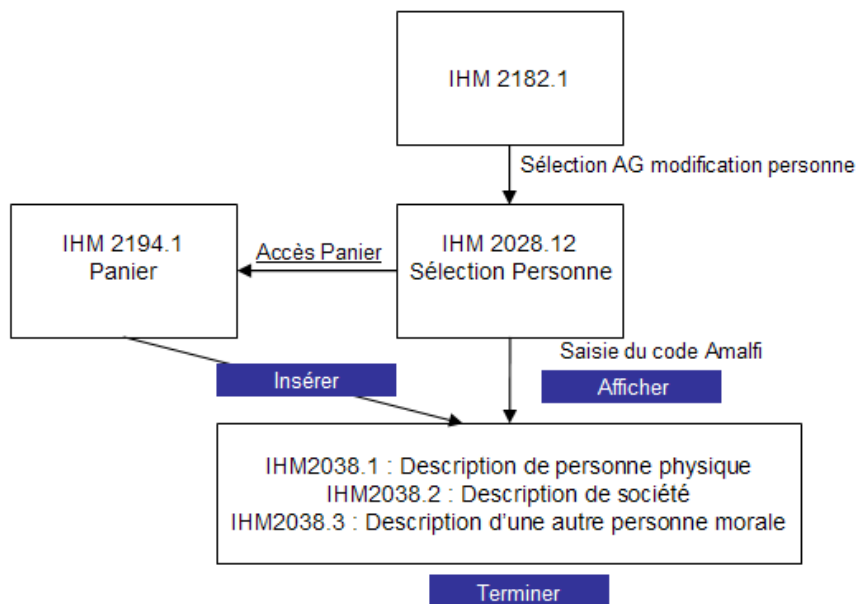 IHM 2182.1
Sélection AG modification personne
IHM 2194.1
Panier
Accès Panier
IHM 2028.12
Sélection Personne
Saisie du code Amalfi
Insérer
Afficher
IHM2038.1 : Description de personne physique
IHM2038.2 : Description de société
IHM2038.3 : Description d'une autre personne morale
Terminer